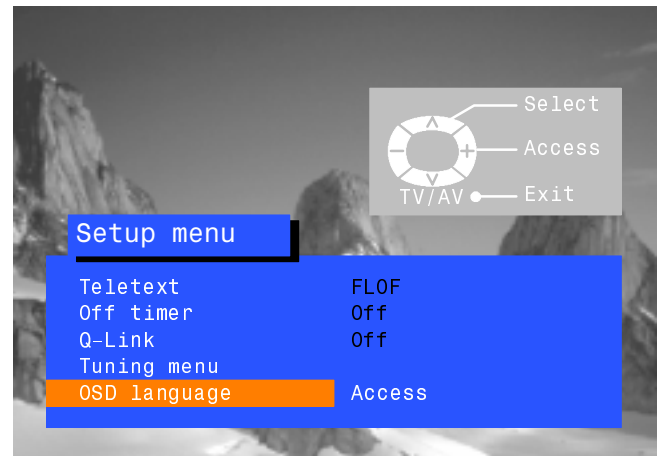 Select
Access
TV/AV Exit
Setup menu
Teletext FLOF
Off timer Off
Q-Link Off
Tuning menu
OSD language Access